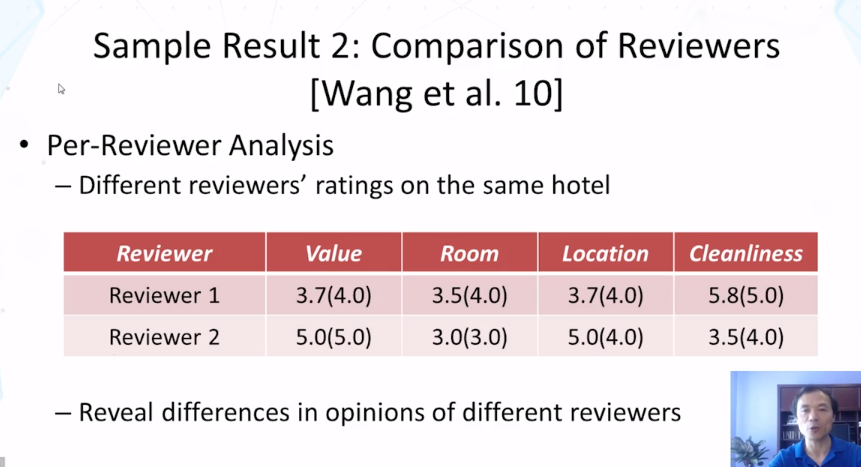 Sample Result 2: Comparison of Reviewers
[Wang et al. 10]
• Per-Reviewer Analysis
– Different reviewers’ ratings on the same hotel
Reviewer Value Room Location Cleanliness
Reviewer 1 3.7(4.0) 3.5(4.0) 3.7(4.0) 5.8(5.0)
Reviewer 2 5.0(5.0) 3.0(3.0) 5.0(4.0) 3.5(4.0)
– Reveal differences in opinions of different reviewers